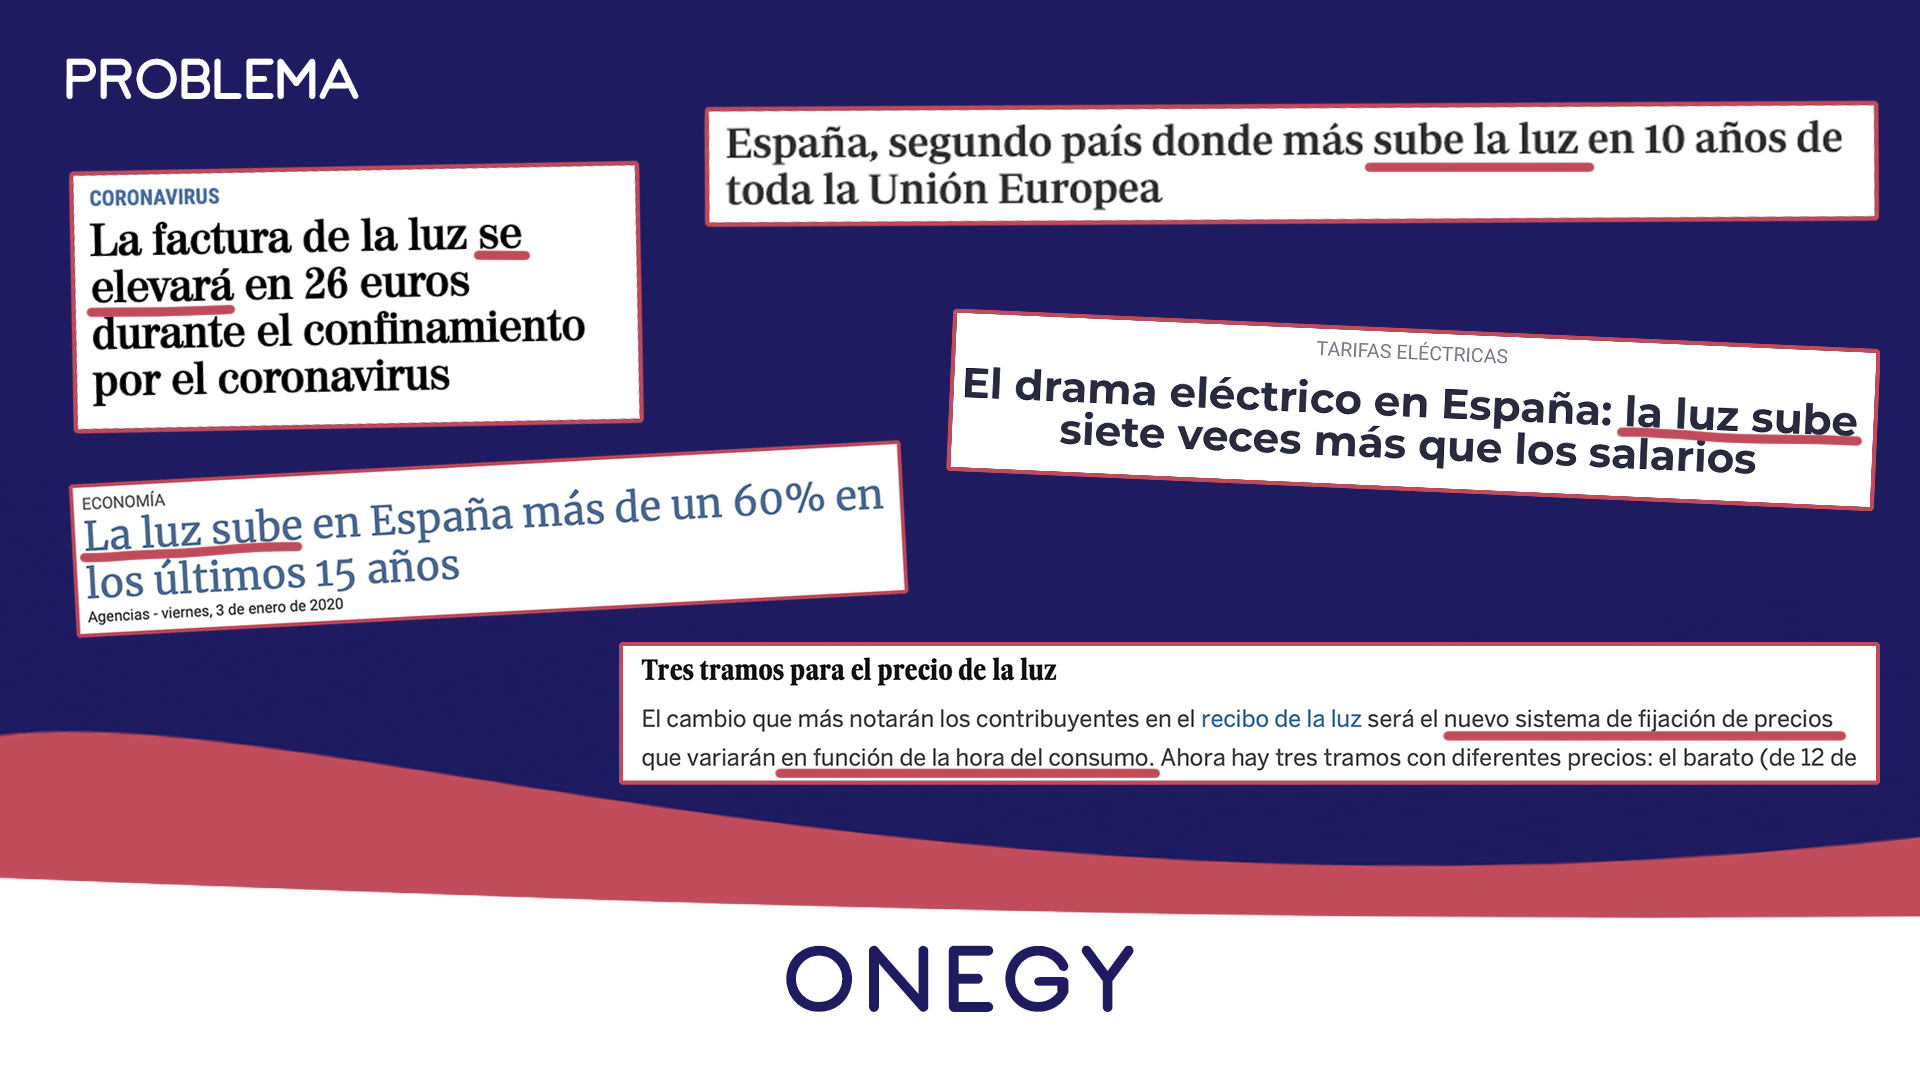 PROBLEMA
España, segundo país donde más sube la luz en 10 años de
toda la Unión Europea
CORONAVIRUS
La factura de la luz se
elevará en 26 euros
durante el confinamiento
por el coronavirus
TARIFAS ELÉCTRICAS
El drama eléctrico en España: la luz sube
siete veces más que los salarios
ECONOMÍA
La luz sube en España más de un 60% en
los últimos 15 años
Agencias - viernes, 3 de enero de 2020
Tres tramos para el precio de la luz
El cambio que más notarán los contribuyentes en el recibo de la luz será el nuevo sistema de fijación de precios
que variarán en función de la hora del consumo. Ahora hay tres tramos con diferentes precios: el barato (de 12 de
ONEGY